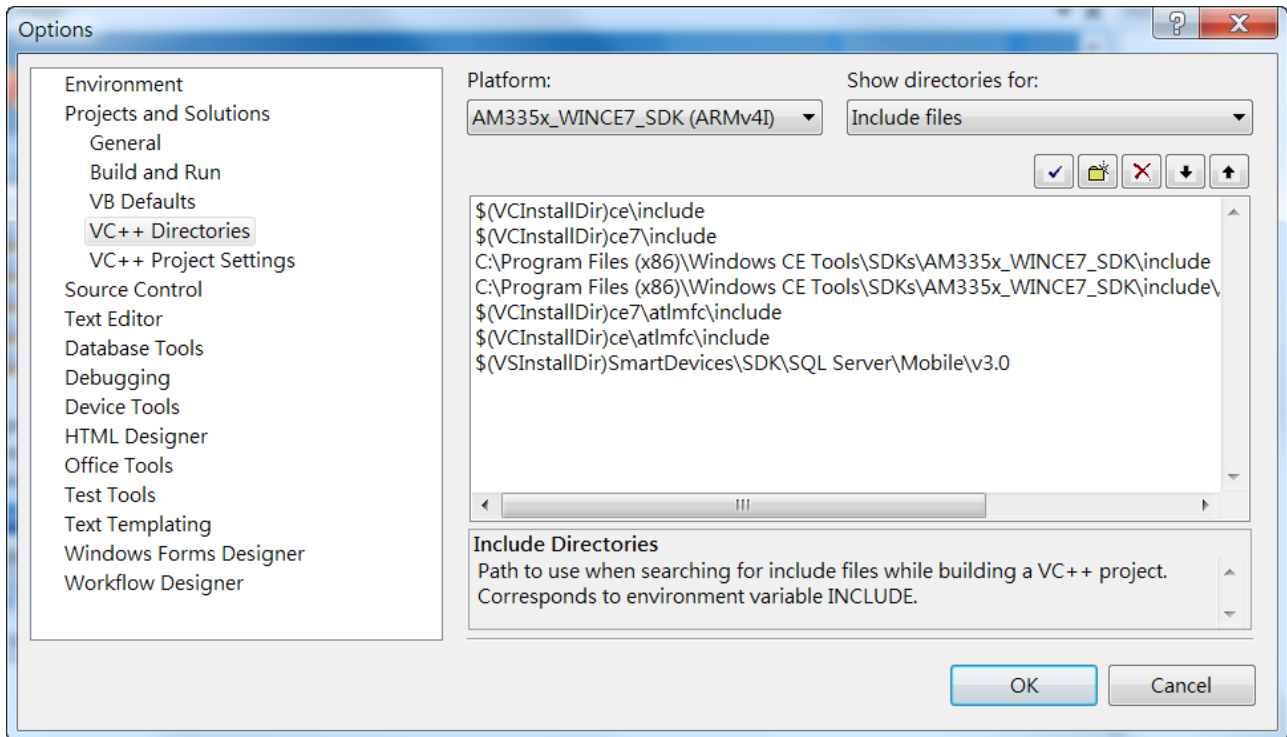 Options
Environment
Projects and Solutions
General
Build and Run
VB Defaults
VC++ Directories
VC++ Project Settings
Source Control
Text Editor
Database Tools
Debugging
Device Tools
HTML Designer
Office Tools
Test Tools
Text Templating
Windows Forms Designer
Workflow Designer
Platform:
AM335x_WINCE7_SDK (ARMv4I)
Show directories for:
Include files
$(VCInstallDir)ce\include
$(VCInstallDir)ce7\include
C:\Program Files (x86)\Windows CE Tools\SDKs\AM335x_WINCE7_SDK\include
C:\Program Files (x86)\Windows CE Tools\SDKs\AM335x_WINCE7_SDK\include\
$(VCInstallDir)ce7\atlmfc\include
$(VCInstallDir)ce\atlmfc\include
$(VSInstallDir)SmartDevices\SDK\SQL Server\Mobile\v3.0
Include Directories
Path to use when searching for include files while building a VC++ project.
Corresponds to environment variable INCLUDE.
OK
Cancel